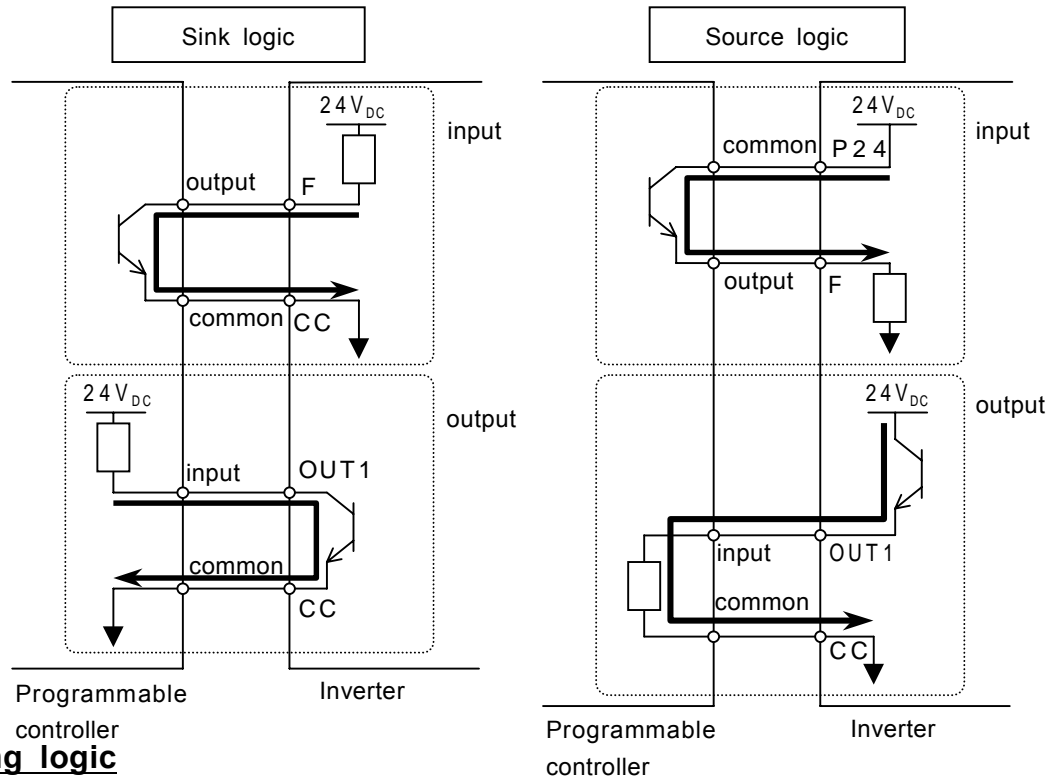 Sink logic
24VDC
input
output
F
common
CC
24VDC
output
input
OUT1
common
CC
Programmable
controller
Inverter
Source logic
24VDC
input
common
P24
output
F
24VDC
output
input
OUT1
common
CC
Programmable
controller
Inverter
logic